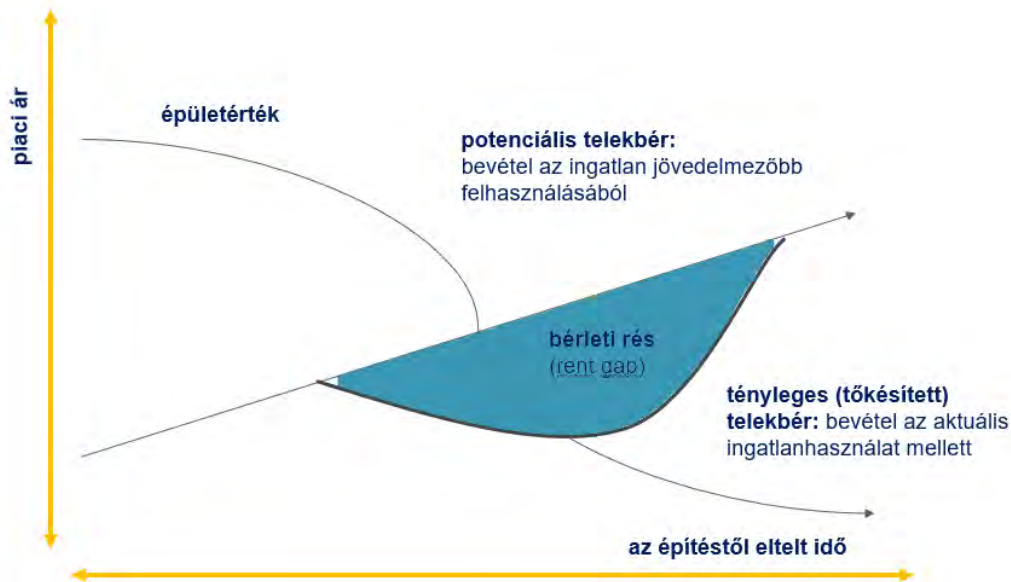 piaci ár
épületérték
potenciális telekbér:
bevétel az ingatlan jövedelmezőbb
felhasználásából
bérleti rés
(rent gap)
tényleges (tőkésített)
telekbér: bevétel az aktuális
ingatlanhasználat mellett
az építéstől eltelt idő